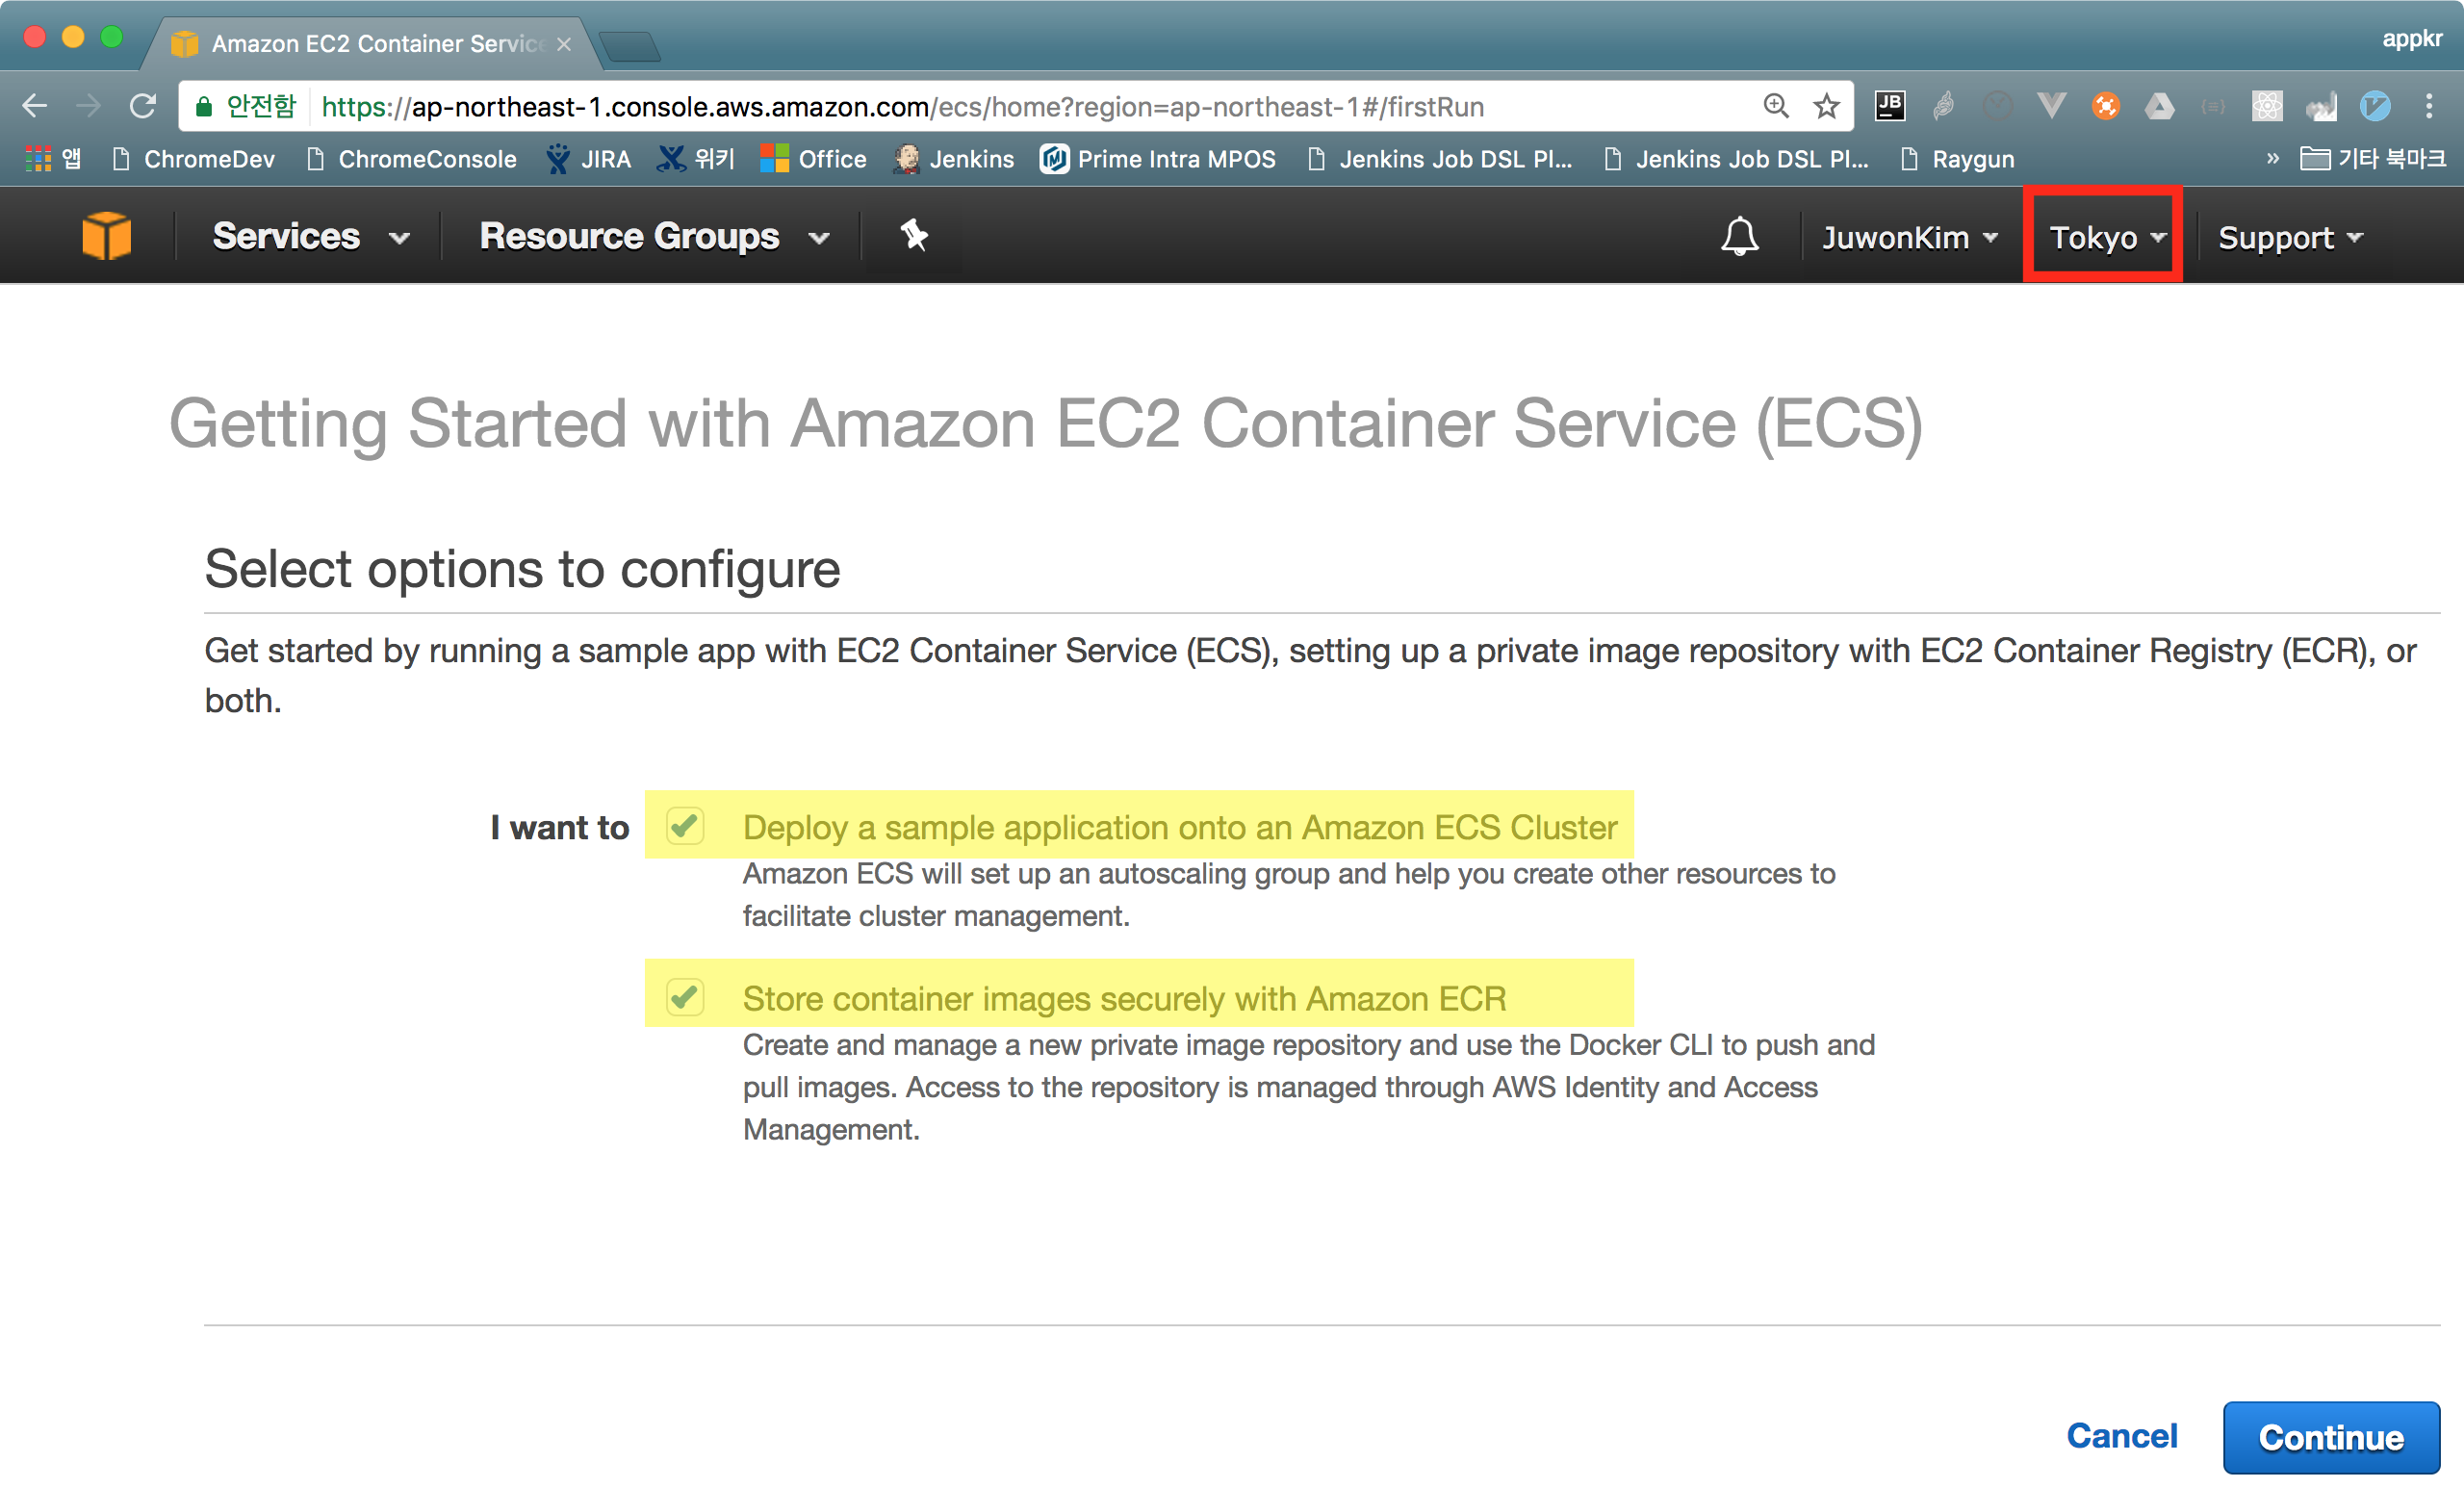 Amazon EC2 Container Service
appkr
안전함 https://ap-northeast-1.console.aws.amazon.com/ecs/home?region=ap-northeast-1#/firstRun
JB
앱 ChromeDev ChromeConsole JIRA 위키 Office Jenkins Prime Intra MPOS Jenkins Job DSL Pl... Jenkins Job DSL Pl... Raygun » 기타 북마크
Services Resource Groups JuwonKim Tokyo Support
Getting Started with Amazon EC2 Container Service (ECS)
Select options to configure
Get started by running a sample app with EC2 Container Service (ECS), setting up a private image repository with EC2 Container Registry (ECR), or
both.
I want to Deploy a sample application onto an Amazon ECS Cluster
Amazon ECS will set up an autoscaling group and help you create other resources to
facilitate cluster management.
Store container images securely with Amazon ECR
Create and manage a new private image repository and use the Docker CLI to push and
pull images. Access to the repository is managed through AWS Identity and Access
Management.
Cancel Continue